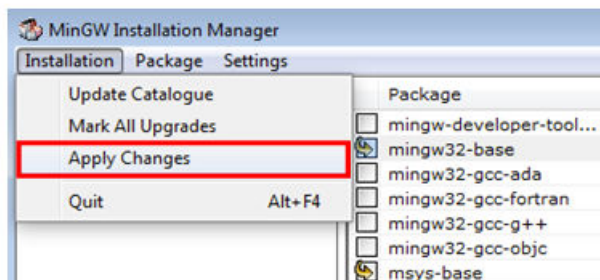 MinGW Installation Manager
Installation Package Settings
Update Catalogue
Mark All Upgrades
Apply Changes
Quit Alt+F4
Package
mingw-developer-tool...
mingw32-base
mingw32-gcc-ada
mingw32-gcc-fortran
mingw32-gcc-g++
mingw32-gcc-objc
msys-base